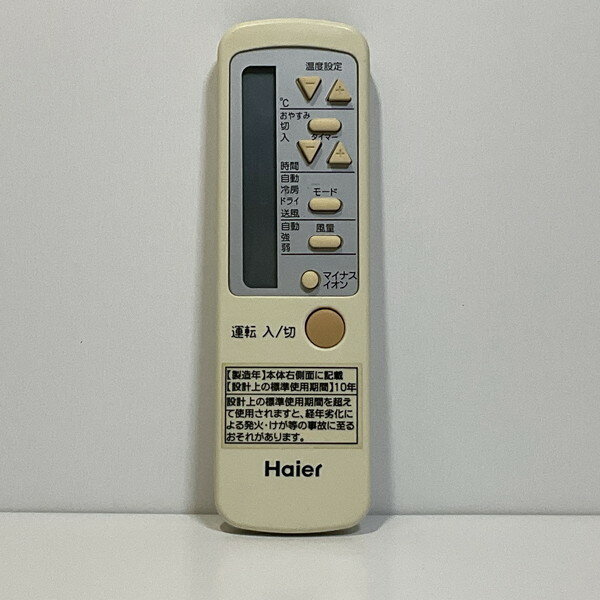 温度設定
− +
℃
おやすみ
切
入
タイマー
− +
時間
自動
冷房
ドライ
送風
モード
自動
強
弱
風量
マイナス
イオン
運転 入/切
【製造年】本体右側面に記載
【設計上の標準使用期間】10年
設計上の標準使用期間を超え
て使用されますと、経年劣化に
よる発火・けが等の事故に至る
おそれがあります。
Haier